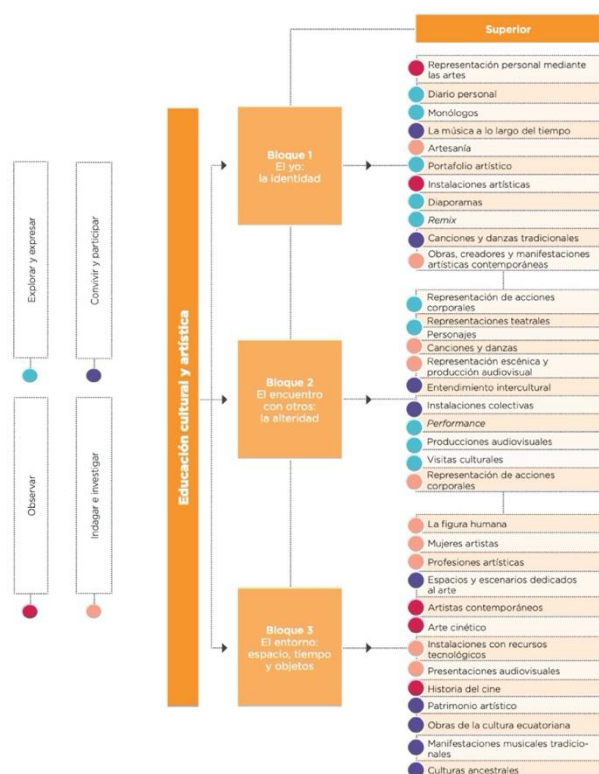 Superior
Representación personal mediante
las artes
Diario personal
Monólogos
La música a lo largo del tiempo
Artesanía
Portafolio artístico
Instalaciones artísticas
Diaporamas
Remix
Canciones y danzas tradicionales
Obras, creadores y manifestaciones
artísticas contemporáneas
Bloque 1
El yo:
la identidad
Explorar y expresar
Convivir y participar
Observar
Indagar e investigar
Educación cultural y artística
Representación de acciones
corporales
Representaciones teatrales
Personajes
Canciones y danzas
Representación escénica y
producción audiovisual
Entendimiento intercultural
Instalaciones colectivas
Performance
Producciones audiovisuales
Visitas culturales
Representación de acciones
corporales
Bloque 2
El encuentro
con otros:
la alteridad
La figura humana
Mujeres artistas
Profesiones artísticas
Espacios y escenarios dedicados
al arte
Artistas contemporáneos
Arte cinético
Instalaciones con recursos
tecnológicos
Presentaciones audiovisuales
Historia del cine
Patrimonio artístico
Obras de la cultura ecuatoriana
Manifestaciones musicales tradicio-
nales
Culturas ancestrales
Bloque 3
El entorno:
espacio, tiempo
y objetos